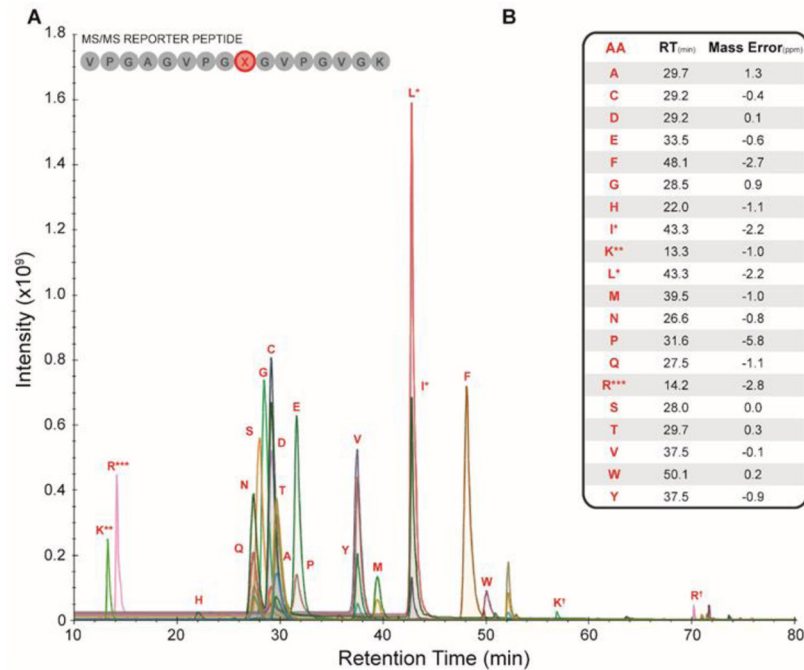 A
MS/MS REPORTER PEPTIDE
V P G A G V P G X G V P G V G K
1.8
1.6
1.4
1.2
1.0
0.8
0.6
0.4
0.2
0
Intensity (x10⁹)
10 20 30 40 50 60 70 80
Retention Time (min)
K**
R***
H
Q
N
S
G
C
D
T
A
E
P
Y
V
M
L*
I*
F
W
K†
R†
B
AA RT(min) Mass Error(ppm)
A 29.7 1.3
C 29.2 -0.4
D 29.2 0.1
E 33.5 -0.6
F 48.1 -2.7
G 28.5 0.9
H 22.0 -1.1
I* 43.3 -2.2
K** 13.3 -1.0
L* 43.3 -2.2
M 39.5 -1.0
N 26.6 -0.8
P 31.6 -5.8
Q 27.5 -1.1
R*** 14.2 -2.8
S 28.0 0.0
T 29.7 0.3
V 37.5 -0.1
W 50.1 0.2
Y 37.5 -0.9